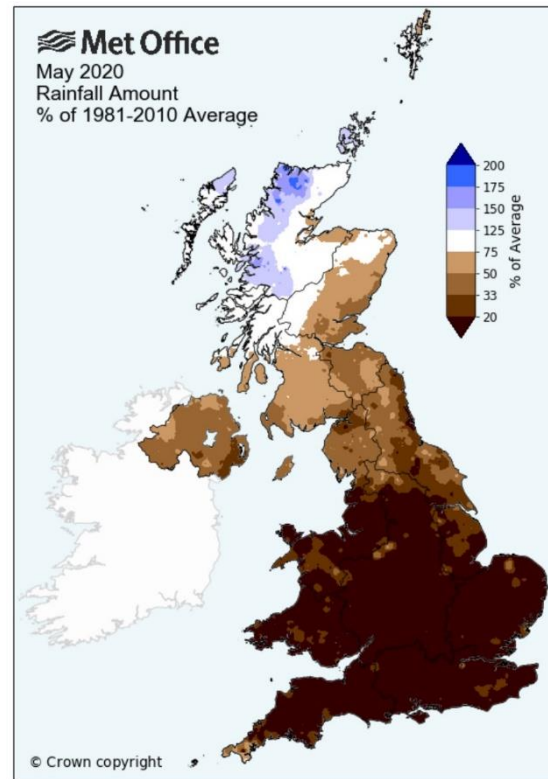 Met Office
May 2020
Rainfall Amount
% of 1981-2010 Average
200
175
150
125
75
50
33
20
% of Average
© Crown copyright